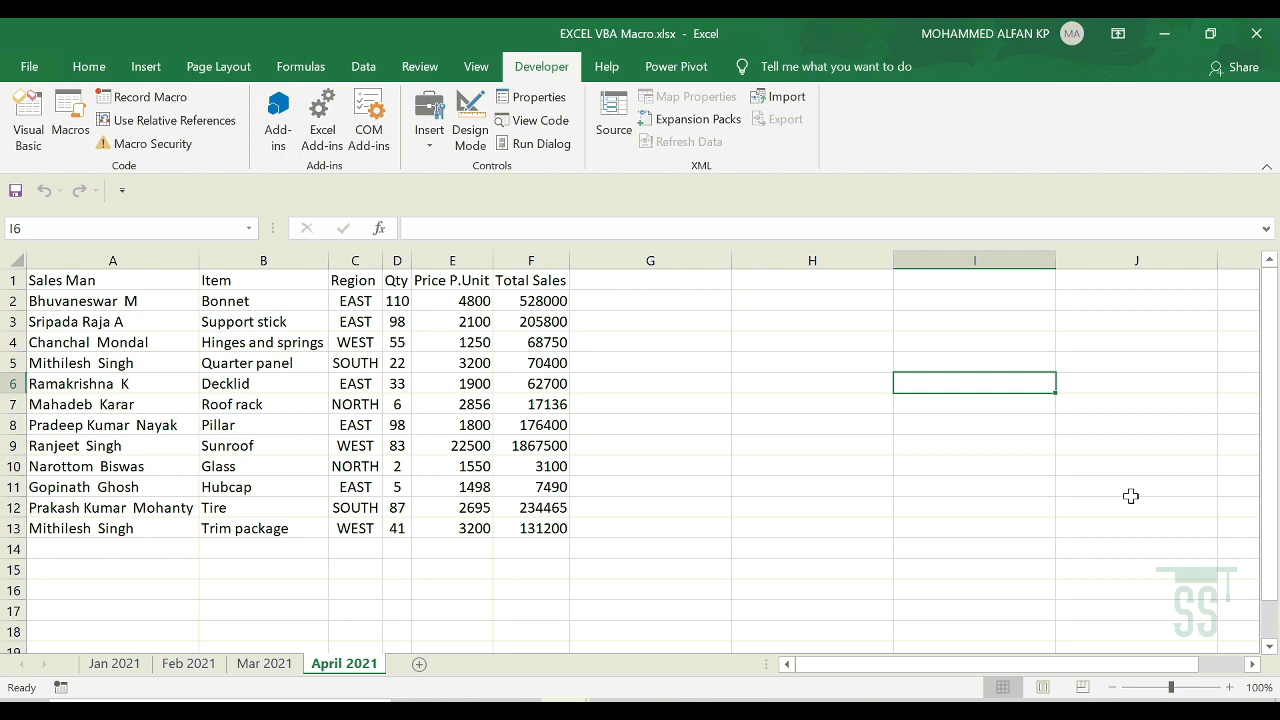 EXCEL VBA Macro.xlsx - Excel
MOHAMMED ALFAN KP MA
File Home Insert Page Layout Formulas Data Review View Developer Help Power Pivot Tell me what you want to do Share
Visual Basic
Macros
Record Macro
Use Relative References
Macro Security
Code
Add-ins
Excel Add-ins
COM Add-ins
Add-ins
Insert
Design Mode
Properties
View Code
Run Dialog
Controls
Source
Map Properties
Expansion Packs
Refresh Data
Import
Export
XML
I6
fx
A B C D E F G H I J
1 Sales Man Item Region Qty Price P.Unit Total Sales
2 Bhuvaneswar M Bonnet EAST 110 4800 528000
3 Sripada Raja A Support stick EAST 98 2100 205800
4 Chanchal Mondal Hinges and springs WEST 55 1250 68750
5 Mithilesh Singh Quarter panel SOUTH 22 3200 70400
6 Ramakrishna K Decklid EAST 33 1900 62700
7 Mahadeb Karar Roof rack NORTH 6 2856 17136
8 Pradeep Kumar Nayak Pillar EAST 98 1800 176400
9 Ranjeet Singh Sunroof WEST 83 22500 1867500
10 Narottom Biswas Glass NORTH 2 1550 3100
11 Gopinath Ghosh Hubcap EAST 5 1498 7490
12 Prakash Kumar Mohanty Tire SOUTH 87 2695 234465
13 Mithilesh Singh Trim package WEST 41 3200 131200
14
15
16
17
18
19
SS
Jan 2021 Feb 2021 Mar 2021 April 2021
Ready
100%